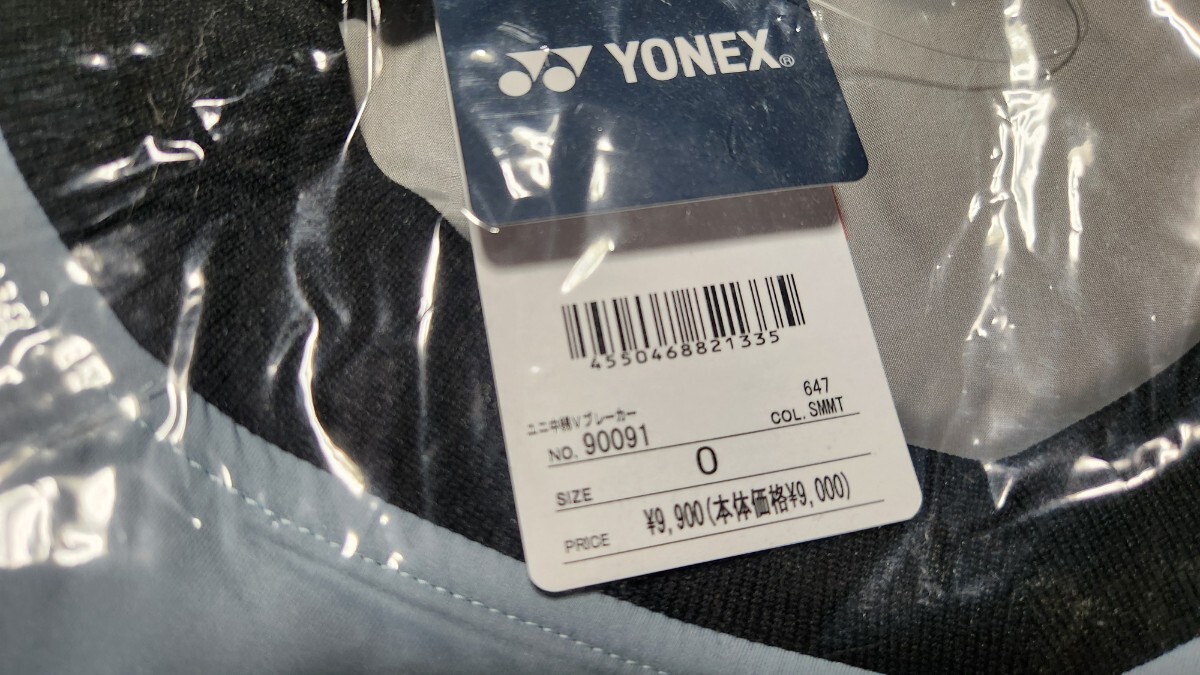 YONEX®
4550468821335
ユニ中綿Vブレーカー
647
NO. 90091
COL. SMMT
SIZE 0
PRICE ¥9,900(本体価格¥9,000)